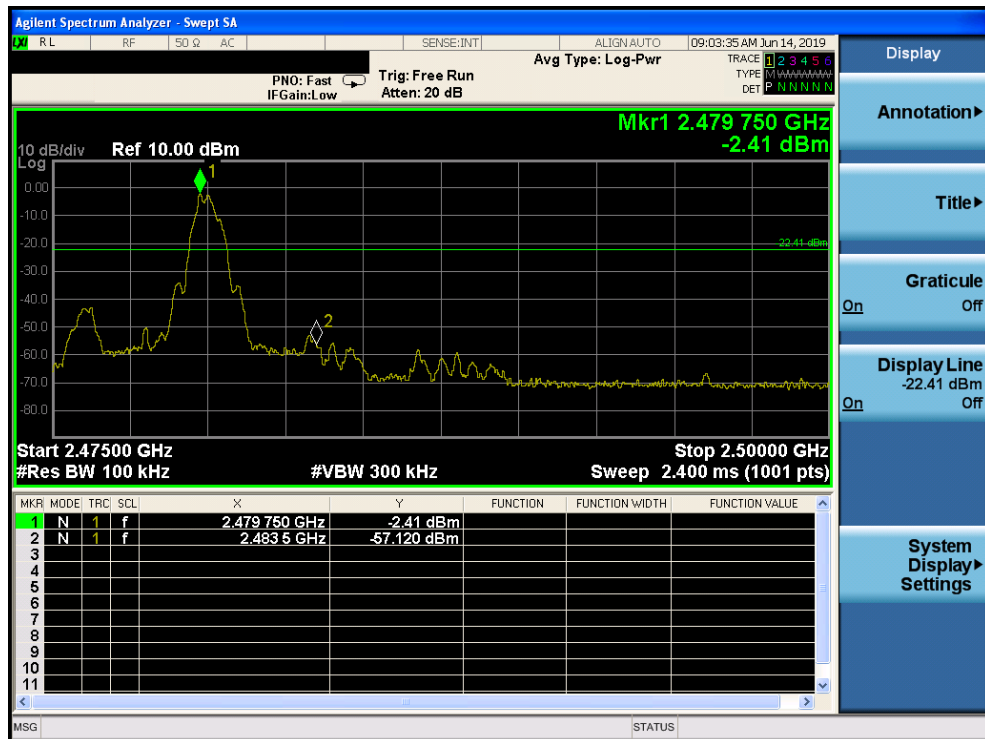 Agilent Spectrum Analyzer - Swept SA
LXI RL RF 50 Ω AC SENSE:INT ALIGNAUTO 09:03:35 AM Jun 14, 2019
Avg Type: Log-Pwr TRACE 1 2 3 4 5 6
PNO: Fast Trig: Free Run TYPE M W W W W W
IFGain:Low Atten: 20 dB DET P N N N N N
Mkr1 2.479 750 GHz
10 dB/div Ref 10.00 dBm -2.41 dBm
Log
1
0.00
-10.0
-20.0
-22.41 dBm
-30.0
-40.0
-50.0
2
-60.0
-70.0
-80.0
Start 2.47500 GHz Stop 2.50000 GHz
#Res BW 100 kHz #VBW 300 kHz Sweep 2.400 ms (1001 pts)
MKR MODE TRC SCL X Y FUNCTION FUNCTION WIDTH FUNCTION VALUE
1 N 1 f 2.479 750 GHz -2.41 dBm
2 N 1 f 2.483 5 GHz -57.120 dBm
3
4
5
6
7
8
9
10
11
MSG STATUS
Display
Annotation
Title
Graticule
On Off
Display Line
-22.41 dBm
On Off
System
Display
Settings